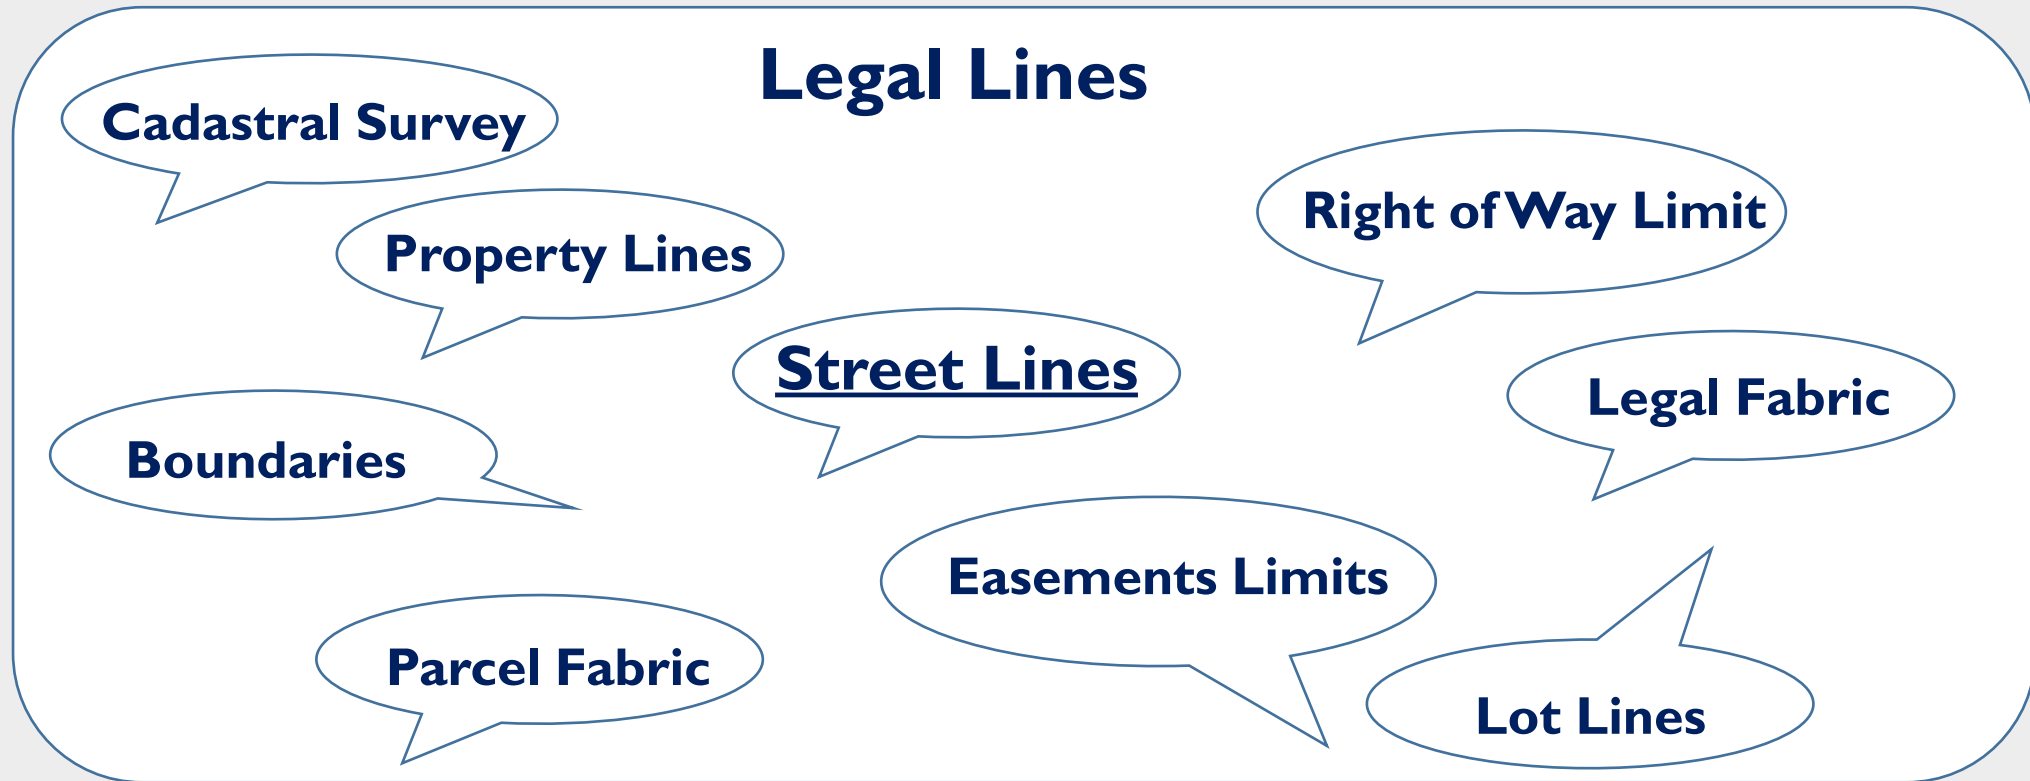 Legal Lines
Cadastral Survey
Property Lines
Right of Way Limit
Street Lines
Legal Fabric
Boundaries
Easements Limits
Parcel Fabric
Lot Lines